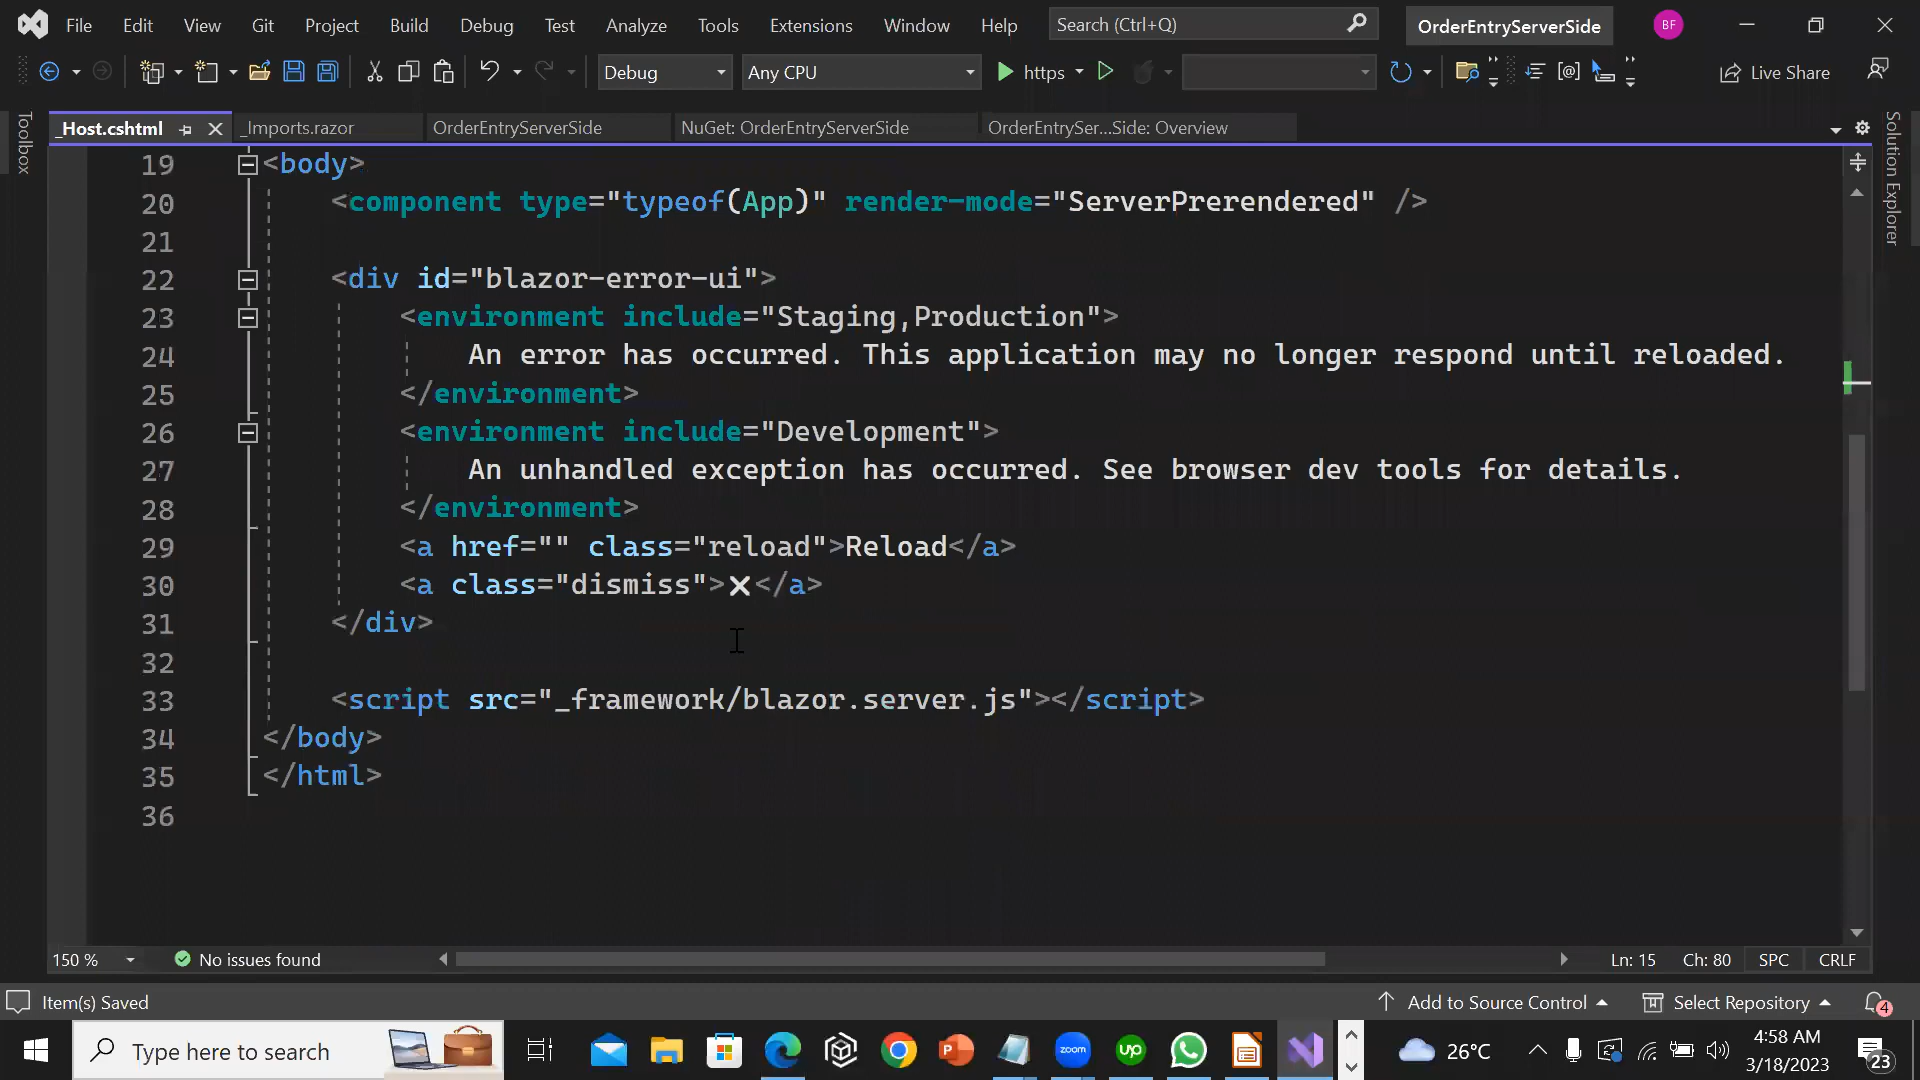 File Edit View Git Project Build Debug Test Analyze Tools Extensions Window Help Search (Ctrl+Q) OrderEntryServerSide BF
Debug Any CPU https Live Share
Toolbox
_Host.cshtml _Imports.razor OrderEntryServerSide NuGet: OrderEntryServerSide OrderEntrySer...Side: Overview
Solution Explorer
19 <body>
20 <component type="typeof(App)" render-mode="ServerPrerendered" />
21
22 <div id="blazor-error-ui">
23 <environment include="Staging,Production">
24 An error has occurred. This application may no longer respond until reloaded.
25 </environment>
26 <environment include="Development">
27 An unhandled exception has occurred. See browser dev tools for details.
28 </environment>
29 <a href="" class="reload">Reload</a>
30 <a class="dismiss">🗙</a>
31 </div>
32
33 <script src="_framework/blazor.server.js"></script>
34 </body>
35 </html>
36
150 % No issues found Ln: 15 Ch: 80 SPC CRLF
Item(s) Saved Add to Source Control Select Repository 4
Type here to search zoom up 26°C 4:58 AM
3/18/2023 23